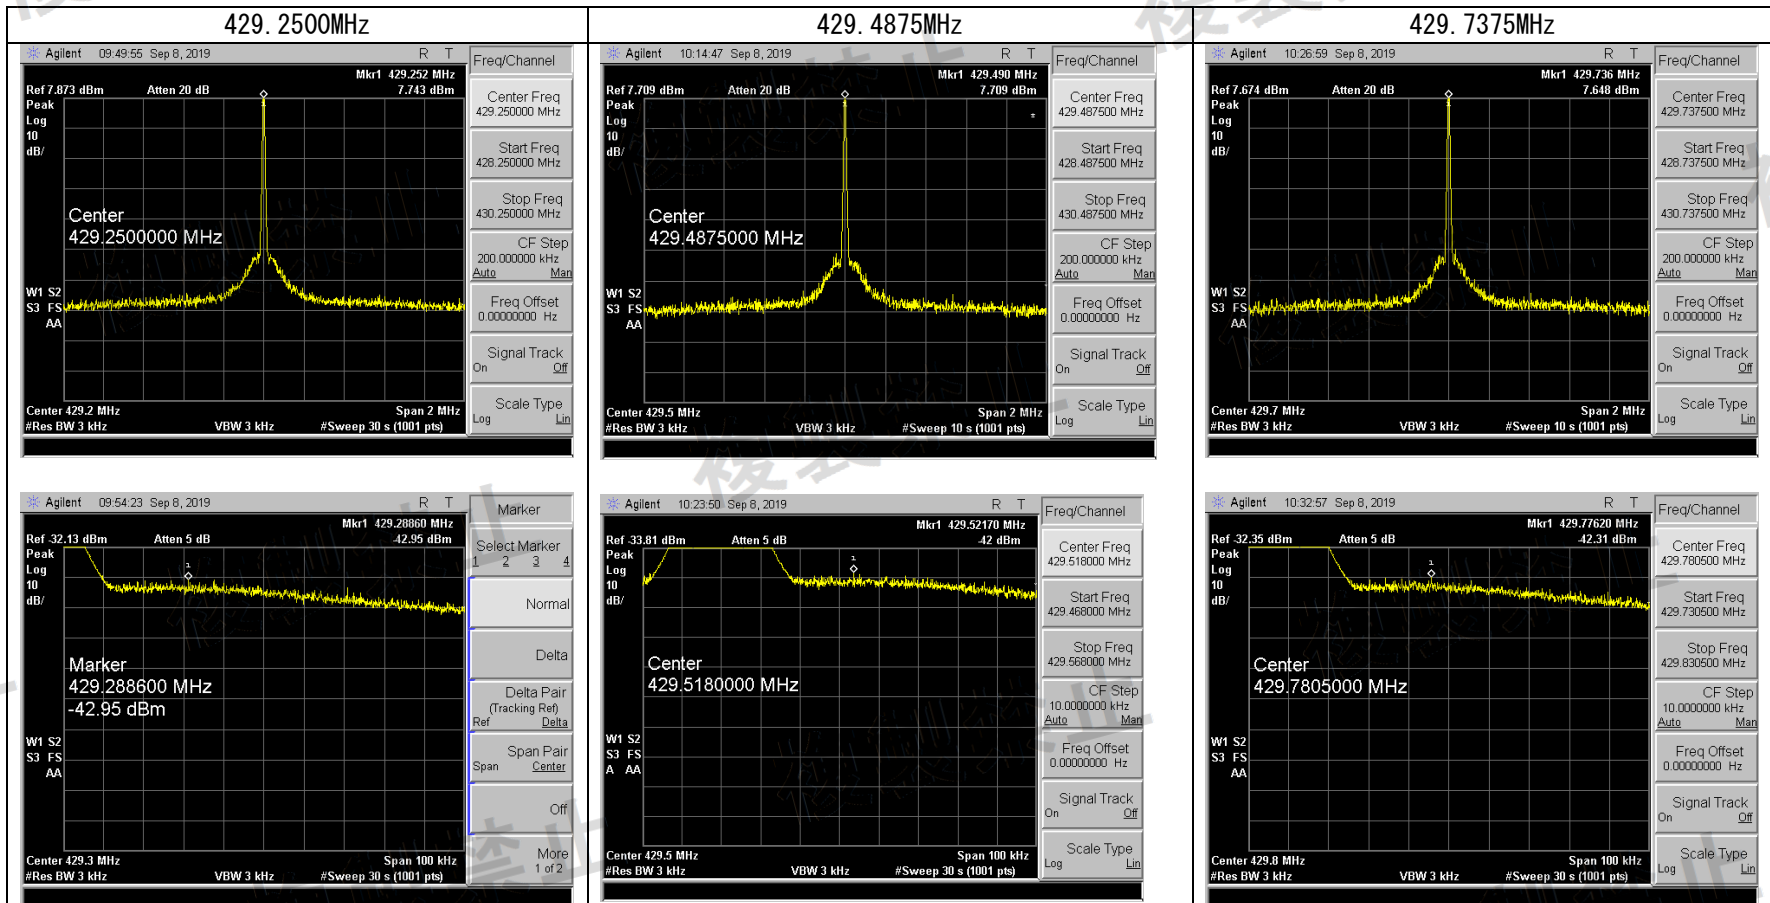 429.2500MHz
429.4875MHz
429.7375MHz
Agilent 09:49:55 Sep 8, 2019 R T
Mkr1 429.252 MHz
Ref 7.873 dBm Atten 20 dB 7.743 dBm
Peak
Log
10
dB/
Center
429.2500000 MHz
W1 S2
S3 FS
AA
Center 429.2 MHz Span 2 MHz
#Res BW 3 kHz VBW 3 kHz #Sweep 30 s (1001 pts)
Freq/Channel
Center Freq
429.250000 MHz
Start Freq
428.250000 MHz
Stop Freq
430.250000 MHz
CF Step
200.000000 kHz
Auto Man
Freq Offset
0.00000000 Hz
Signal Track
On Off
Scale Type
Log Lin
Agilent 10:14:47 Sep 8, 2019 R T
Mkr1 429.490 MHz
Ref 7.709 dBm Atten 20 dB 7.709 dBm
Peak
Log
10
dB/
*
1
Center
429.4875000 MHz
W1 S2
S3 FS
AA
Center 429.5 MHz Span 2 MHz
#Res BW 3 kHz VBW 3 kHz #Sweep 10 s (1001 pts)
Freq/Channel
Center Freq
429.487500 MHz
Start Freq
428.487500 MHz
Stop Freq
430.487500 MHz
CF Step
200.000000 kHz
Auto Man
Freq Offset
0.00000000 Hz
Signal Track
On Off
Scale Type
Log Lin
Agilent 10:26:59 Sep 8, 2019 R T
Mkr1 429.736 MHz
Ref 7.674 dBm Atten 20 dB 7.648 dBm
Peak
Log
10
dB/
1
Center
429.7375000 MHz
W1 S2
S3 FS
AA
Center 429.7 MHz Span 2 MHz
#Res BW 3 kHz VBW 3 kHz #Sweep 10 s (1001 pts)
Freq/Channel
Center Freq
429.737500 MHz
Start Freq
428.737500 MHz
Stop Freq
430.737500 MHz
CF Step
200.000000 kHz
Auto Man
Freq Offset
0.00000000 Hz
Signal Track
On Off
Scale Type
Log Lin
Agilent 09:54:23 Sep 8, 2019 R T
Mkr1 429.28860 MHz
Ref -32.13 dBm Atten 5 dB -42.95 dBm
Peak
Log
10
dB/
1
Marker
429.288600 MHz
-42.95 dBm
W1 S2
S3 FS
AA
Center 429.3 MHz Span 100 kHz
#Res BW 3 kHz VBW 3 kHz #Sweep 30 s (1001 pts)
Marker
Select Marker
1 2 3 4
Normal
Delta
Delta Pair
(Tracking Ref)
Ref Delta
Span Pair
Span Center
Off
More
1 of 2
Agilent 10:23:50 Sep 8, 2019 R T
Mkr1 429.52170 MHz
Ref -33.81 dBm Atten 5 dB -42 dBm
Peak
Log
10
dB/
1
Center
429.5180000 MHz
W1 S2
S3 FS
A AA
Center 429.5 MHz Span 100 kHz
#Res BW 3 kHz VBW 3 kHz #Sweep 30 s (1001 pts)
Freq/Channel
Center Freq
429.518000 MHz
Start Freq
429.468000 MHz
Stop Freq
429.568000 MHz
CF Step
10.0000000 kHz
Auto Man
Freq Offset
0.00000000 Hz
Signal Track
On Off
Scale Type
Log Lin
Agilent 10:32:57 Sep 8, 2019 R T
Mkr1 429.77620 MHz
Ref -32.35 dBm Atten 5 dB -42.31 dBm
Peak
Log
10
dB/
1
Center
429.7805000 MHz
W1 S2
S3 FS
AA
Center 429.8 MHz Span 100 kHz
#Res BW 3 kHz VBW 3 kHz #Sweep 30 s (1001 pts)
Freq/Channel
Center Freq
429.780500 MHz
Start Freq
429.730500 MHz
Stop Freq
429.830500 MHz
CF Step
10.0000000 kHz
Auto Man
Freq Offset
0.00000000 Hz
Signal Track
On Off
Scale Type
Log Lin
複製禁止